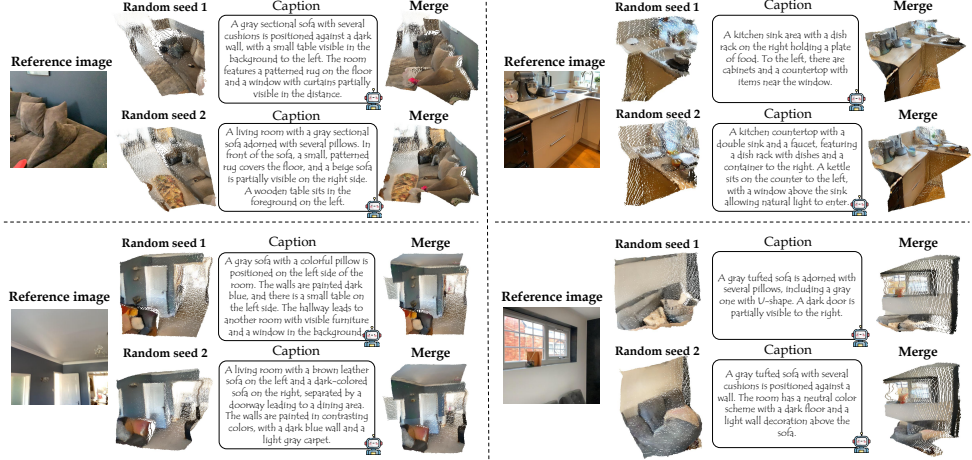 Random seed 1
Caption
Merge
A gray sectional sofa with several
cushions is positioned against a dark
wall, with a small table visible in the
background to the left. The room
features a patterned rug on the floor
and a window with curtains partially
visible in the distance.
Reference image
Random seed 2
Caption
Merge
A living room with a gray sectional
sofa adorned with several pillows. In
front of the sofa, a small, patterned
rug covers the floor, and a beige sofa
is partially visible on the right side.
A wooden table sits in the
foreground on the left.
Random seed 1
Caption
Merge
A kitchen sink area with a dish
rack on the right holding a plate
of food. To the left, there are
cabinets and a countertop with
items near the window.
Reference image
Random seed 2
Caption
Merge
A kitchen countertop with a
double sink and a faucet, featuring
a dish rack with dishes and a
container to the right. A kettle
sits on the counter to the left,
with a window above the sink
allowing natural light to enter.
Random seed 1
Caption
Merge
A gray sofa with a colorful pillow is
positioned on the left side of the
room. The walls are painted dark
blue, and there is a small table on
the left side. The hallway leads to
another room with visible furniture
and a window in the background.
Reference image
Random seed 2
Caption
Merge
A living room with a brown leather
sofa on the left and a dark-colored
sofa on the right, separated by a
doorway leading to a dining area.
The walls are painted in contrasting
colors, with a dark blue wall and a
light gray carpet.
Random seed 1
Caption
Merge
A gray tufted sofa is adorned with
several pillows, including a gray
one with U-shape. A dark door is
partially visible to the right.
Reference image
Random seed 2
Caption
Merge
A gray tufted sofa with several
cushions is positioned against a
wall. The room has a neutral color
scheme with a dark floor and a
light wall decoration above the
sofa.